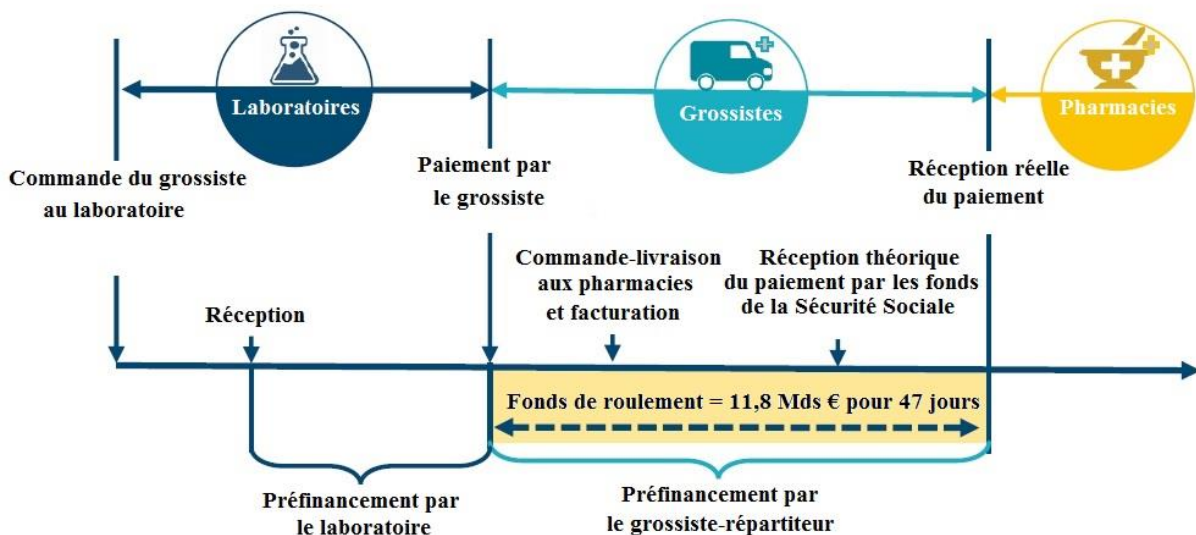 Laboratoires
Grossistes
Pharmacies
Commande du grossiste
au laboratoire
Paiement par
le grossiste
Réception réelle
du paiement
Réception
Commande-livraison
aux pharmacies
et facturation
Réception théorique
du paiement par les fonds
de la Sécurité Sociale
Fonds de roulement = 11,8 Mds € pour 47 jours
Préfinancement par
le laboratoire
Préfinancement par
le grossiste-répartiteur